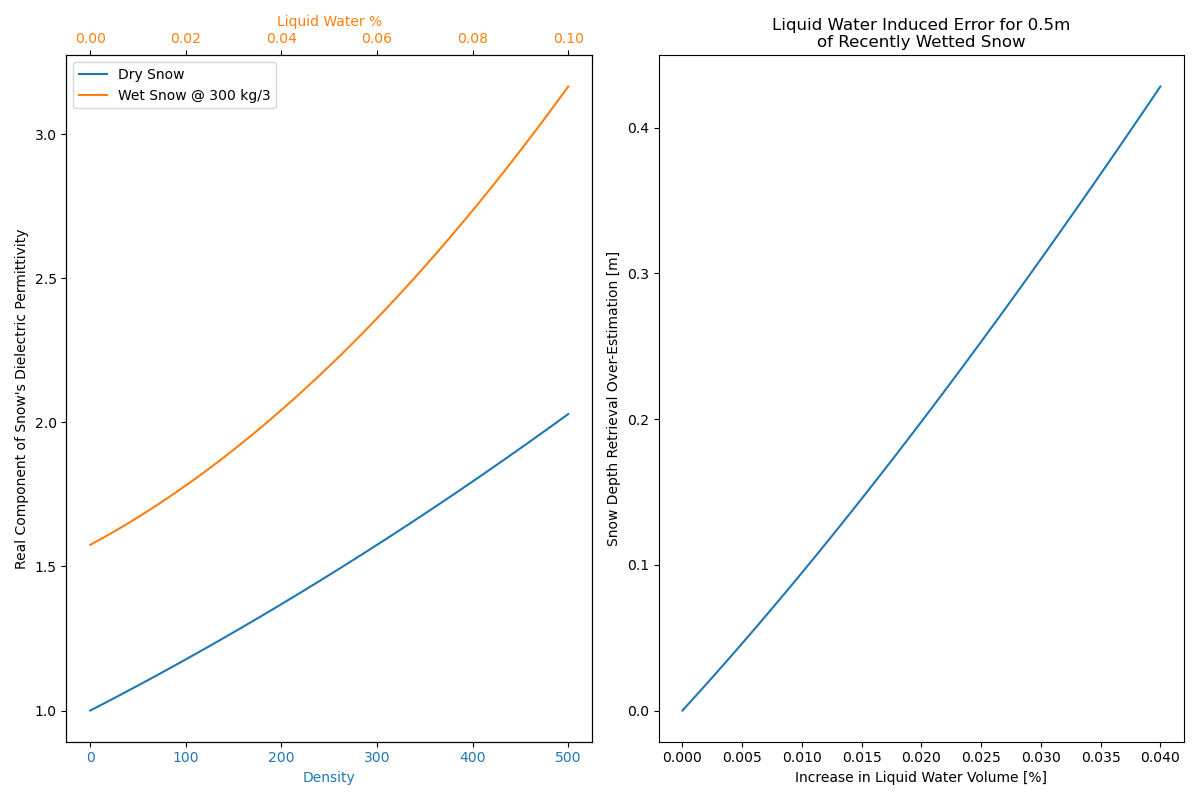 Liquid Water %
0.00 0.02 0.04 0.06 0.08 0.10
Dry Snow
Wet Snow @ 300 kg/3
Real Component of Snow's Dielectric Permittivity
3.0
2.5
2.0
1.5
1.0
0 100 200 300 400 500
Density
Liquid Water Induced Error for 0.5m
of Recently Wetted Snow
Snow Depth Retrieval Over-Estimation [m]
0.4
0.3
0.2
0.1
0.0
0.000 0.005 0.010 0.015 0.020 0.025 0.030 0.035 0.040
Increase in Liquid Water Volume [%]